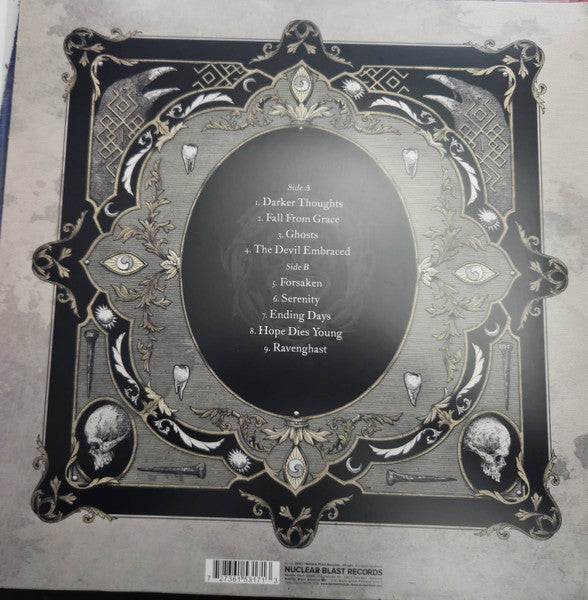 Side A
1. Darker Thoughts
2. Fall From Grace
3. Ghosts
4. The Devil Embraced
Side B
5. Forsaken
6. Serenity
7. Ending Days
8. Hope Dies Young
9. Ravenghast
NUCLEAR BLAST RECORDS